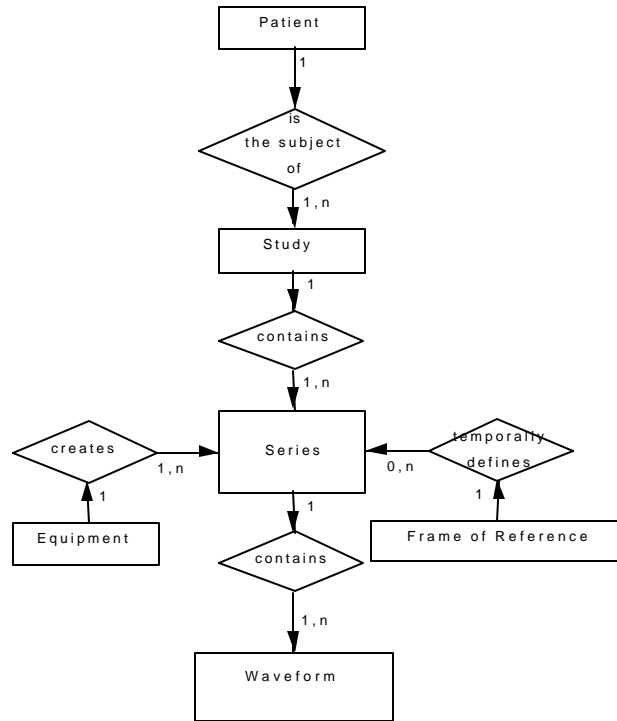 Patient
1
is
the subject
of
1,n
Study
1
contains
1,n
creates
1,n
Series
temporally
defines
0,n
1
Equipment
1
Frame of Reference
1
contains
1,n
Waveform